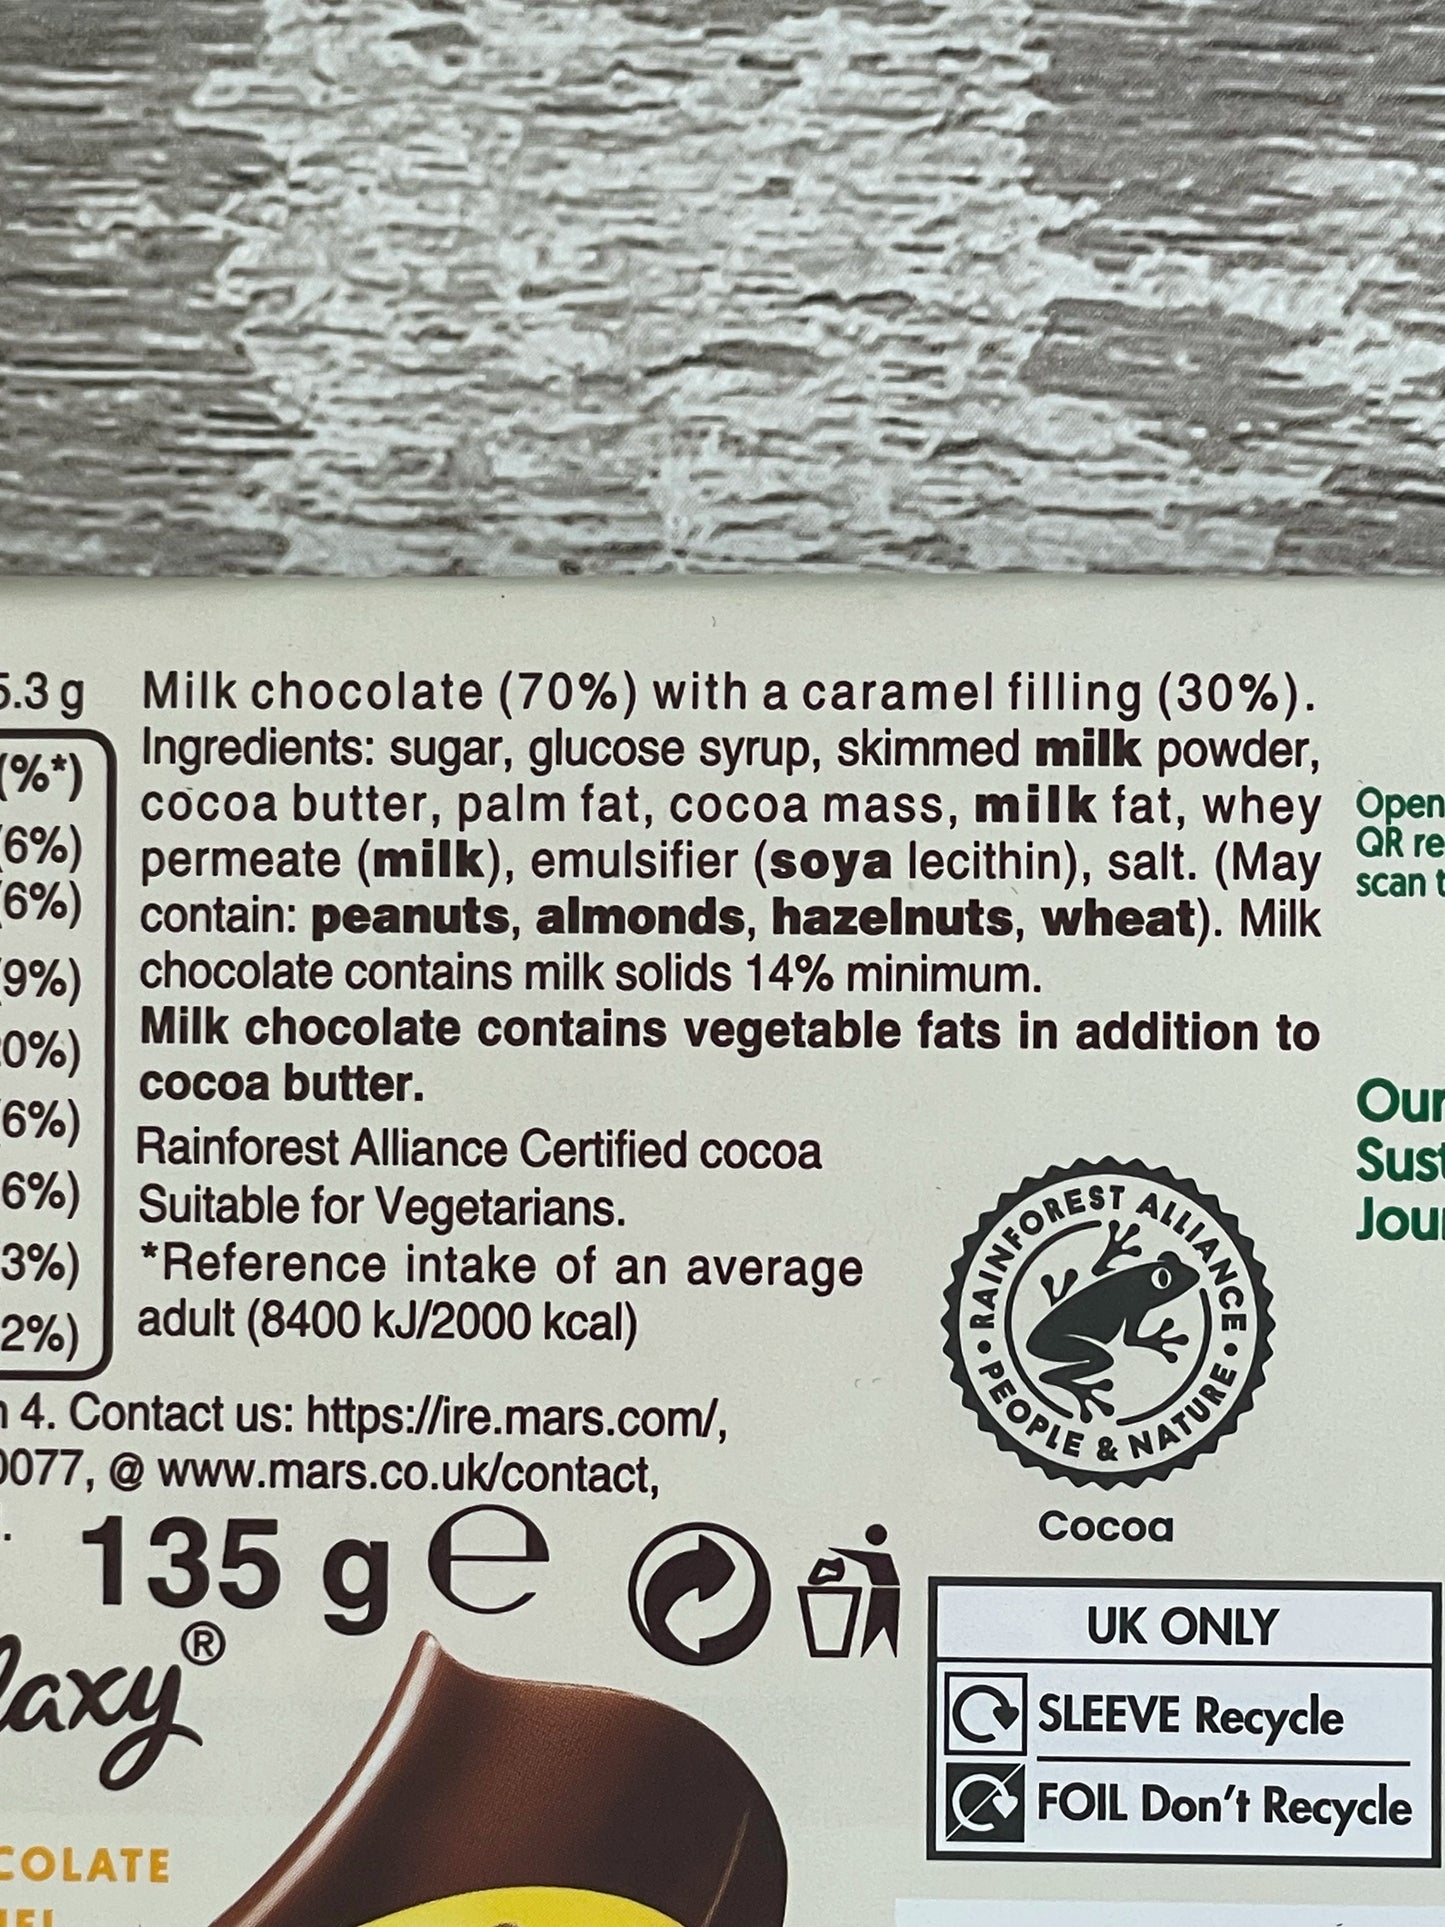 5.3 g
(%*)
(6%)
(6%)
(9%)
0%)
(6%)
6%)
3%)
2%)
Milk chocolate (70%) with a caramel filling (30%).
Ingredients: sugar, glucose syrup, skimmed milk powder,
cocoa butter, palm fat, cocoa mass, milk fat, whey
permeate (milk), emulsifier (soya lecithin), salt. (May
contain: peanuts, almonds, hazelnuts, wheat). Milk
chocolate contains milk solids 14% minimum.
Milk chocolate contains vegetable fats in addition to
cocoa butter.
Rainforest Alliance Certified cocoa
Suitable for Vegetarians.
*Reference intake of an average
adult (8400 kJ/2000 kcal)
4. Contact us: https://ire.mars.com/,
0077, @ www.mars.co.uk/contact,
135 g e
laxy®
COLATE
Open
QR re
scan t
Our
Sust
Jour
RAINFOREST ALLIANCE
PEOPLE & NATURE
Cocoa
UK ONLY
SLEEVE Recycle
FOIL Don't Recycle